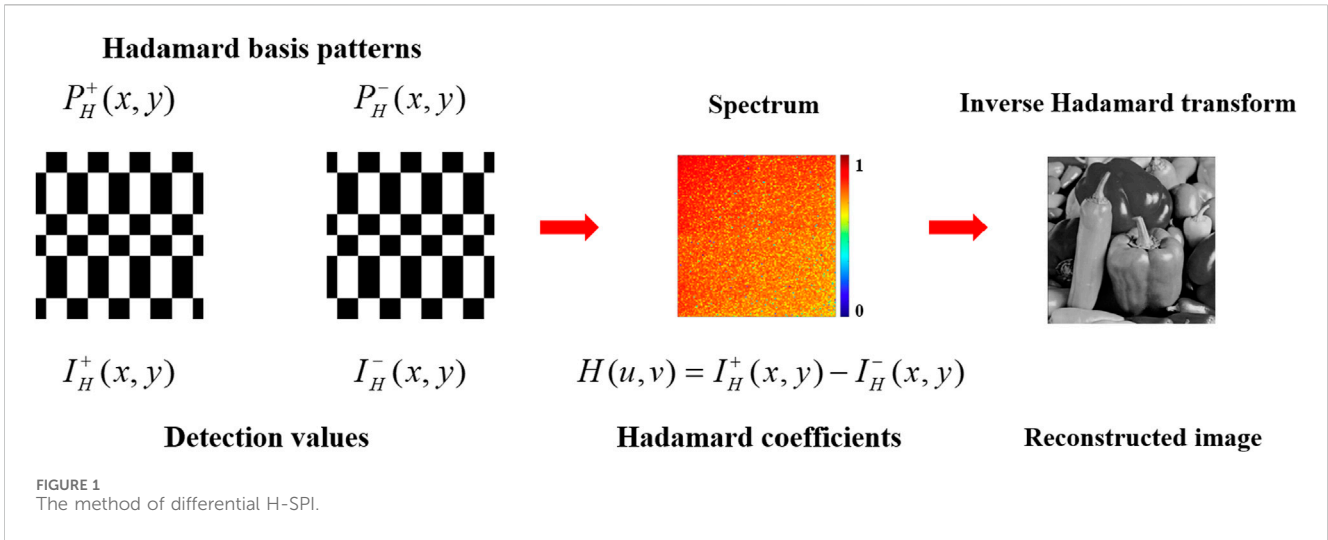 Hadamard basis patterns
P_H^+(x, y)
P_H^-(x, y)
Spectrum
Inverse Hadamard transform
1
0
I_H^+(x, y)
I_H^-(x, y)
H(u,v) = I_H^+(x, y) − I_H^-(x, y)
Detection values
Hadamard coefficients
Reconstructed image
FIGURE 1
The method of differential H-SPI.